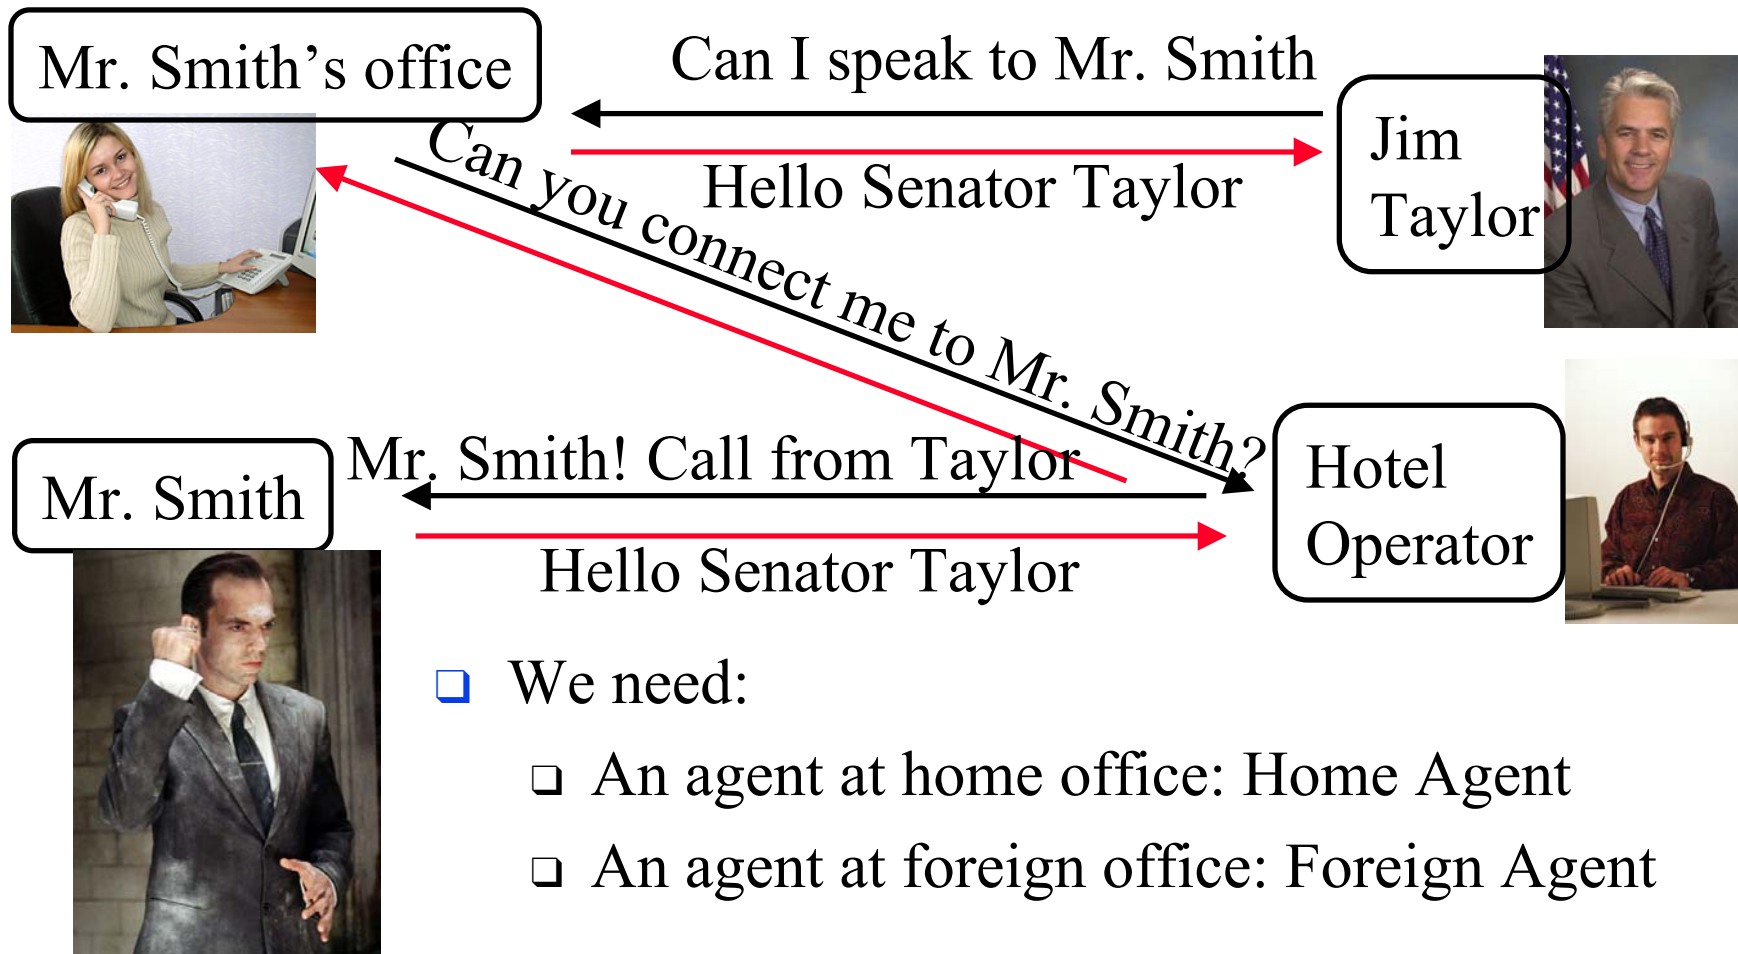 Mr. Smith’s office
Can I speak to Mr. Smith
Jim
Taylor
Hello Senator Taylor
Can you connect me to Mr. Smith?
Mr. Smith
Mr. Smith! Call from Taylor
Hotel
Operator
Hello Senator Taylor
We need:
An agent at home office: Home Agent
An agent at foreign office: Foreign Agent